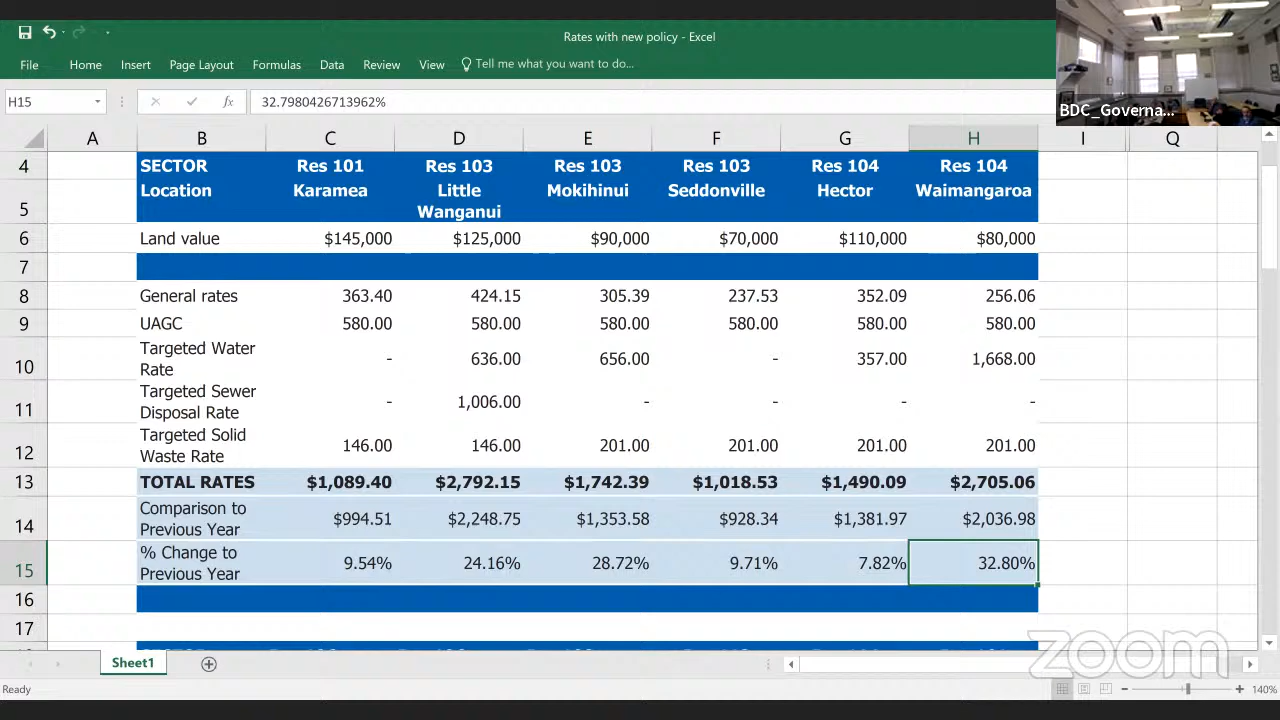 Rates with new policy - Excel
File Home Insert Page Layout Formulas Data Review View Tell me what you want to do...
H15 fx 32.7980426713962%
BDC_Governa...
A B C D E F G H I P Q
4 SECTOR Res 101 Res 103 Res 103 Res 103 Res 104 Res 104
Location Karamea Little Mokihinui Seddonville Hector Waimangaroa
5 Wanganui
6 Land value $145,000 $125,000 $90,000 $70,000 $110,000 $80,000
7
8 General rates 363.40 424.15 305.39 237.53 352.09 256.06
9 UAGC 580.00 580.00 580.00 580.00 580.00 580.00
Targeted Water
10 Rate - 636.00 656.00 - 357.00 1,668.00
Targeted Sewer
11 Disposal Rate - 1,006.00 - - - -
Targeted Solid
12 Waste Rate 146.00 146.00 201.00 201.00 201.00 201.00
13 TOTAL RATES $1,089.40 $2,792.15 $1,742.39 $1,018.53 $1,490.09 $2,705.06
Comparison to
14 Previous Year $994.51 $2,248.75 $1,353.58 $928.34 $1,381.97 $2,036.98
% Change to
15 Previous Year 9.54% 24.16% 28.72% 9.71% 7.82% 32.80%
16
17
zoom
Sheet1
Ready 140%